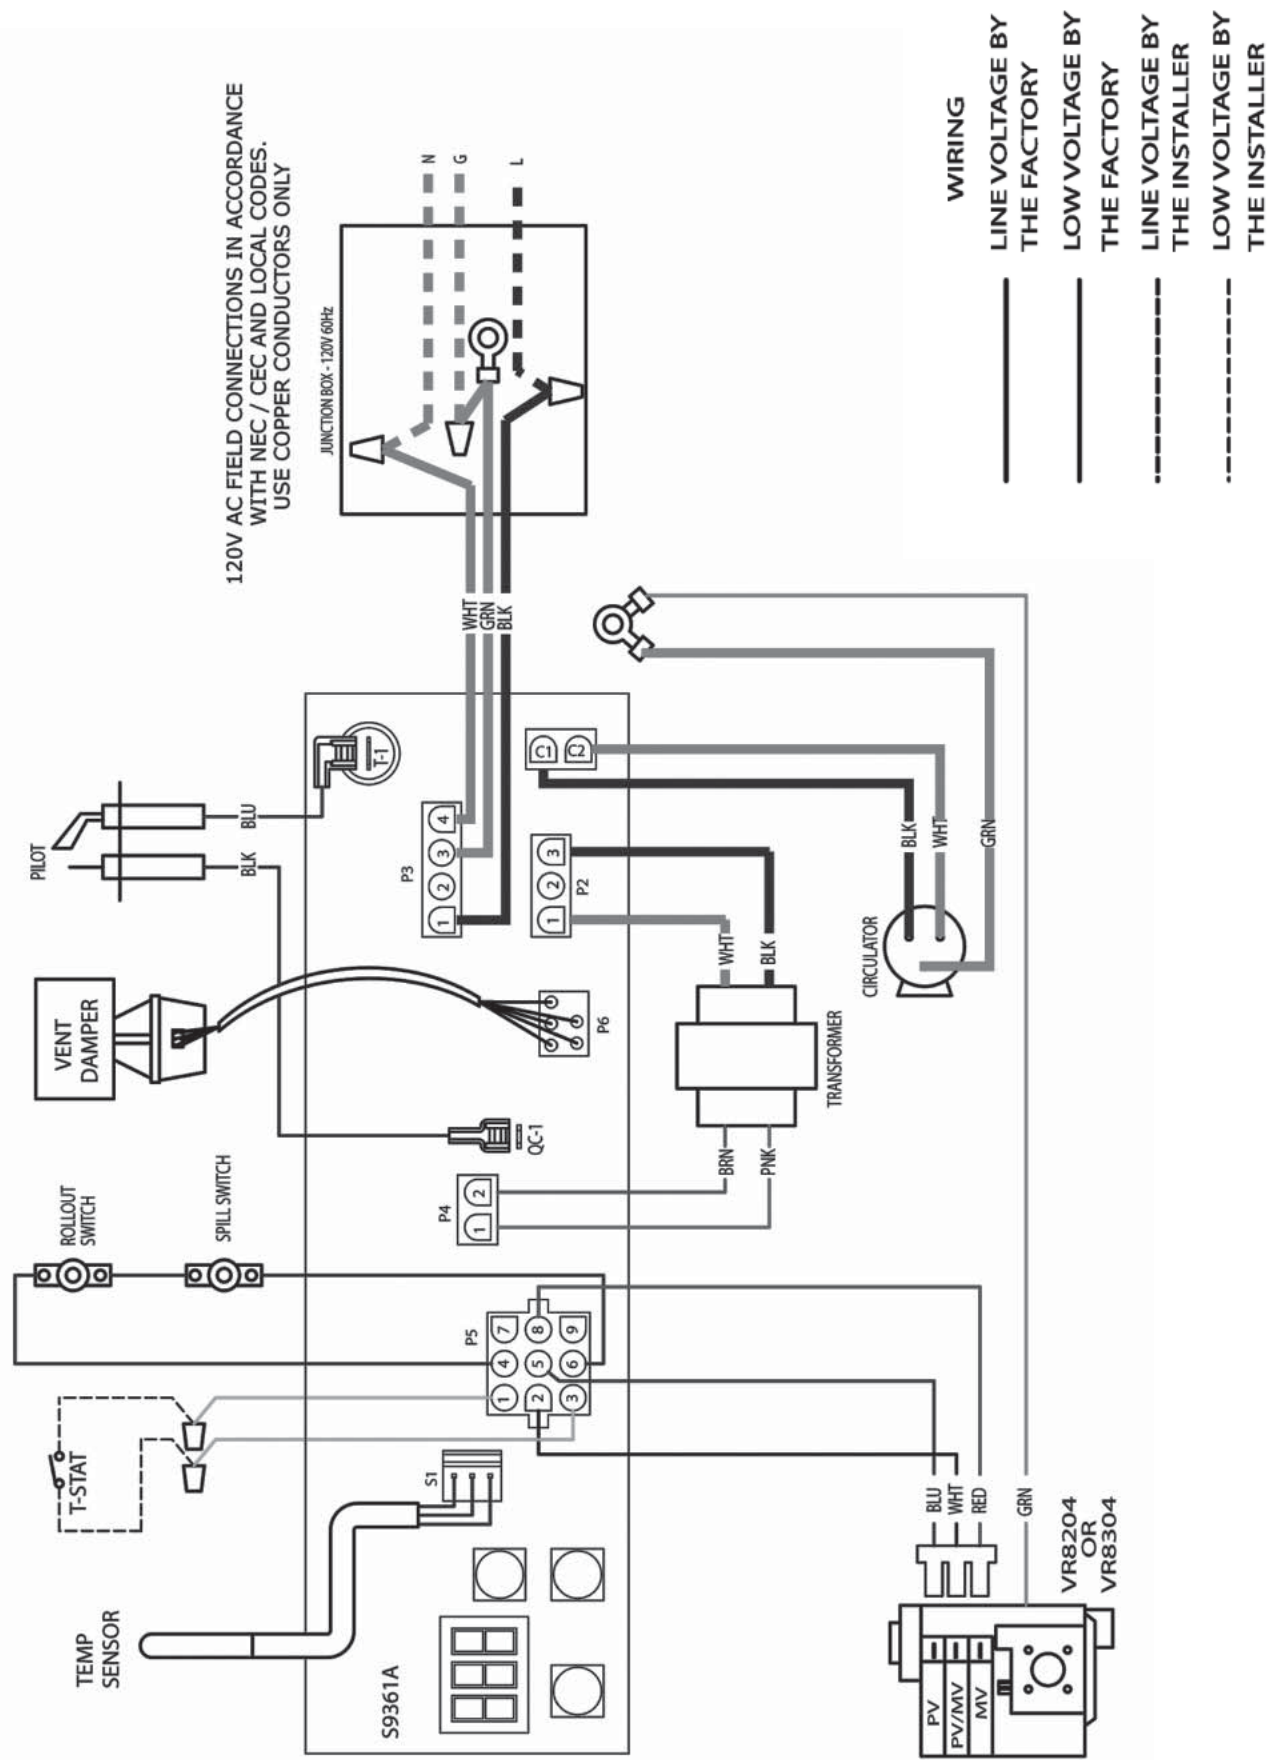 120V AC FIELD CONNECTIONS IN ACCORDANCE
WITH NEC / CEC AND LOCAL CODES.
USE COPPER CONDUCTORS ONLY
JUNCTION BOX - 120V 60Hz
N
G
L
WHT
GRN
BLK
WIRING
LINE VOLTAGE BY
THE FACTORY
LOW VOLTAGE BY
THE FACTORY
LINE VOLTAGE BY
THE INSTALLER
LOW VOLTAGE BY
THE INSTALLER
PILOT
BLU
BLK
T-1
P3
1
2
3
4
C1
C2
P2
1
2
3
WHT
BLK
TRANSFORMER
BRN
PNK
CIRCULATOR
BLK
WHT
GRN
VENT
DAMPER
P6
QC-1
P4
1
2
ROLLOUT
SWITCH
SPILL SWITCH
P5
7
8
9
4
5
6
1
2
3
T-STAT
S1
TEMP
SENSOR
S9361A
BLU
WHT
RED
GRN
VR8204
OR
VR8304
PV
PV/MV
MV